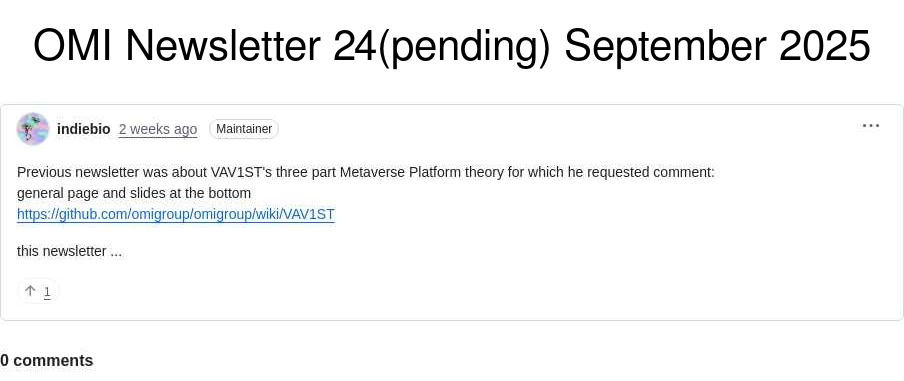 OMI Newsletter 24(pending) September 2025
indiebio 2 weeks ago Maintainer
Previous newsletter was about VAV1ST's three part Metaverse Platform theory for which he requested comment:
general page and slides at the bottom
https://github.com/omigroup/omigroup/wiki/VAV1ST
this newsletter ...
1
0 comments